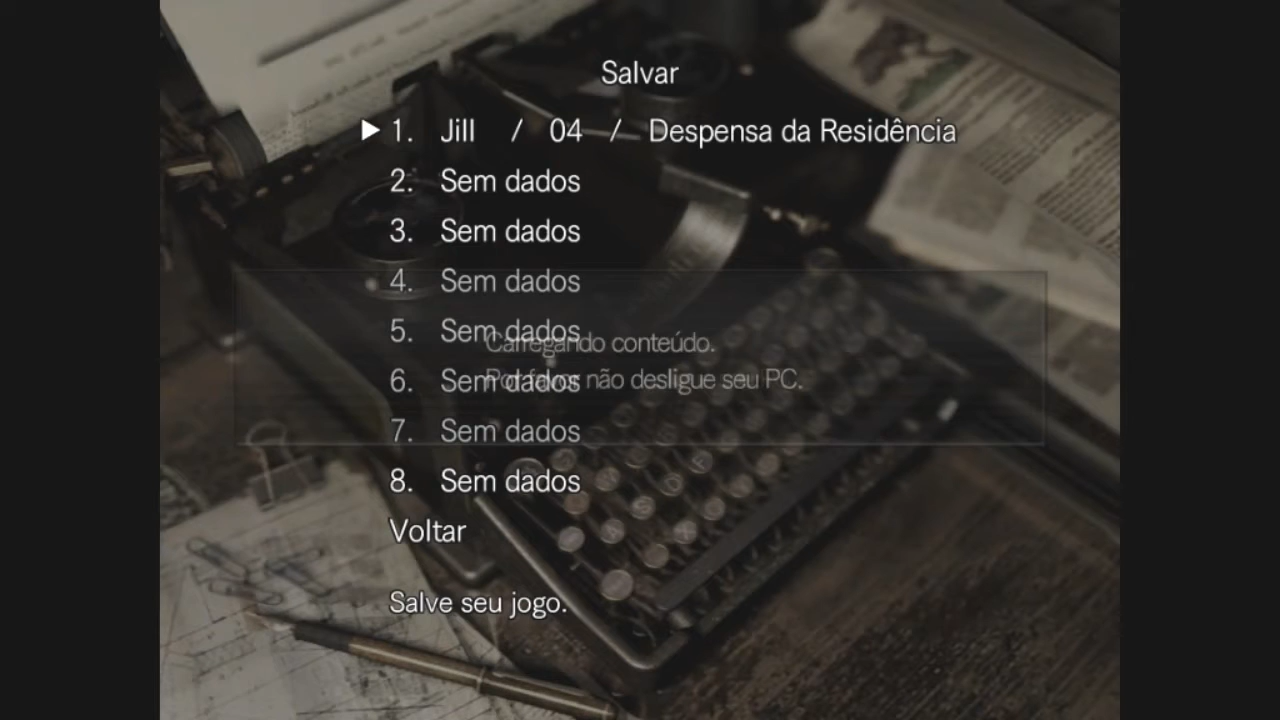 Salvar
1. Jill / 04 / Despensa da Residência
2. Sem dados
3. Sem dados
4. Sem dados
5. Sem dados
Carregando conteúdo.
6. Sem dados
Por favor não desligue seu PC.
7. Sem dados
8. Sem dados
Voltar
Salve seu jogo.